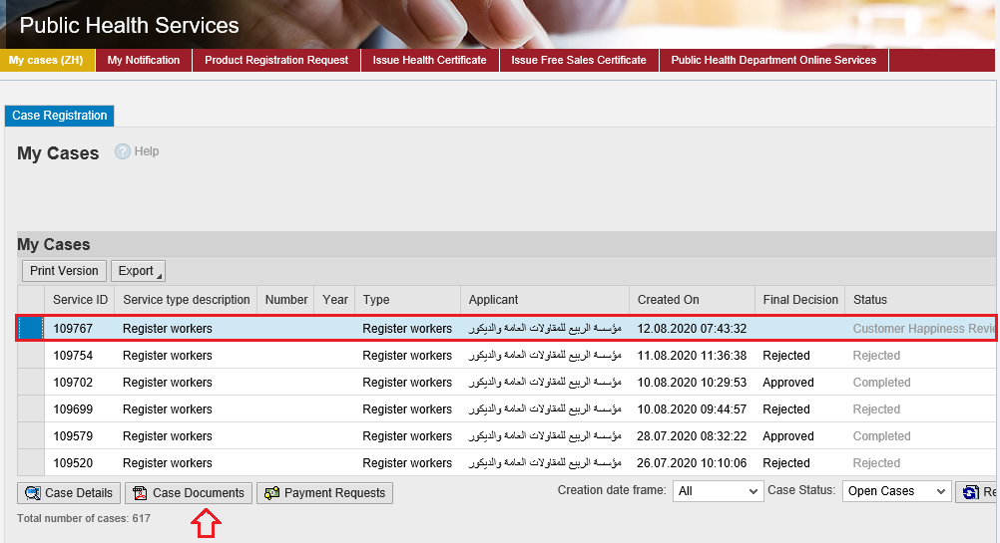 Public Health Services
My cases (ZH) My Notification Product Registration Request Issue Health Certificate Issue Free Sales Certificate Public Health Department Online Services
Case Registration
My Cases Help
My Cases
Print Version Export
Service ID Service type description Number Year Type Applicant Created On Final Decision Status
109767 Register workers Register workers مؤسسة الربيع للمقاولات العامة والديكور 12.08.2020 07:43:32 Customer Happiness Revie
109754 Register workers Register workers مؤسسة الربيع للمقاولات العامة والديكور 11.08.2020 11:36:38 Rejected Rejected
109702 Register workers Register workers مؤسسة الربيع للمقاولات العامة والديكور 10.08.2020 10:29:53 Approved Completed
109699 Register workers Register workers مؤسسة الربيع للمقاولات العامة والديكور 10.08.2020 09:44:57 Rejected Rejected
109579 Register workers Register workers مؤسسة الربيع للمقاولات العامة والديكور 28.07.2020 08:32:22 Approved Completed
109520 Register workers Register workers مؤسسة الربيع للمقاولات العامة والديكور 26.07.2020 10:10:06 Rejected Rejected
Case Details Case Documents Payment Requests Creation date frame: All Case Status: Open Cases Re
Total number of cases: 617